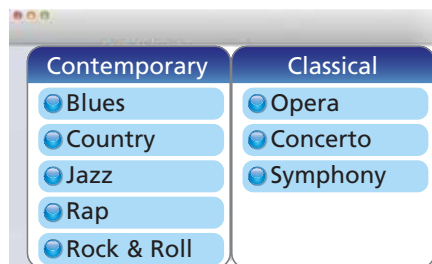 Contemporary
Blues
Country
Jazz
Rap
Rock & Roll
Classical
Opera
Concerto
Symphony